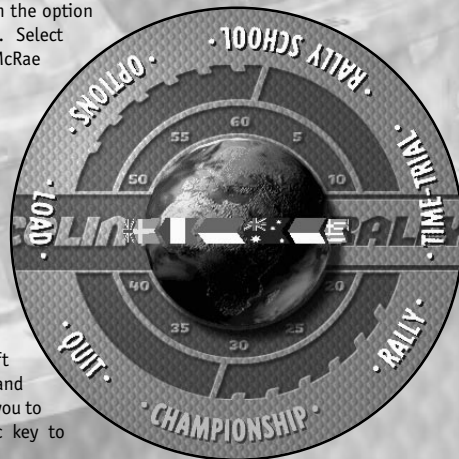 n the option
. Select
McRae
· RALLY SCHOOL ·
· TIME-TRIAL ·
· RALLY ·
· CHAMPIONSHIP ·
· QUIT ·
· LOAD ·
· OPTIONS ·
60
5
10
20
25
30
35
40
50
55
COLIN
ft
and
you to
c key to